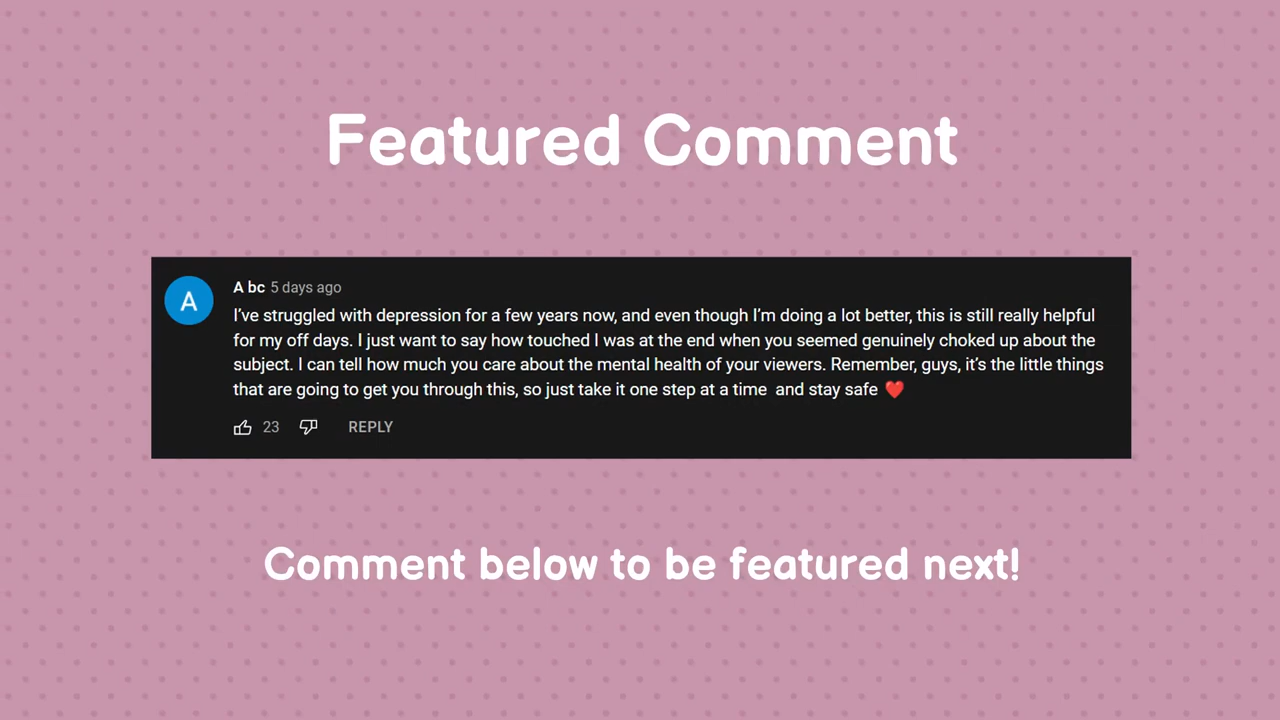 Featured Comment
A
A bc 5 days ago
I’ve struggled with depression for a few years now, and even though I’m doing a lot better, this is still really helpful
for my off days. I just want to say how touched I was at the end when you seemed genuinely choked up about the
subject. I can tell how much you care about the mental health of your viewers. Remember, guys, it’s the little things
that are going to get you through this, so just take it one step at a time  and stay safe ❤️
23 REPLY
Comment below to be featured next!